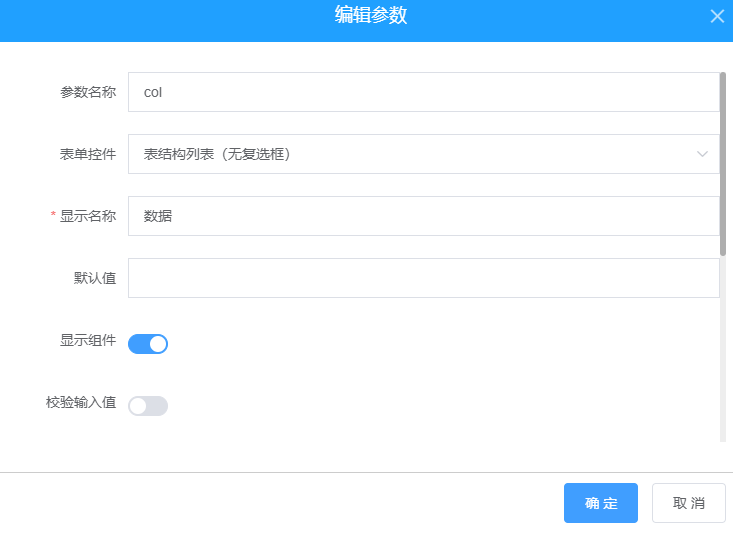 编辑参数
参数名称 col
表单控件 表结构列表（无复选框）
* 显示名称 数据
默认值
显示组件
校验输入值
确 定 取 消